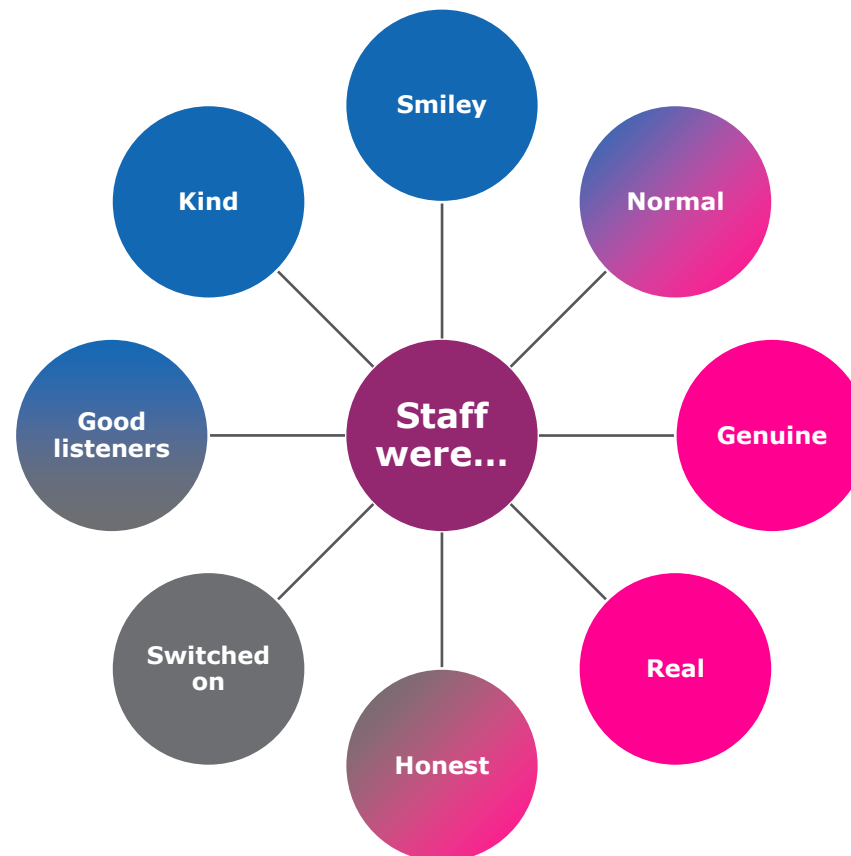 Smiley
Kind
Normal
Staff
were...
Good
listeners
Genuine
Switched
on
Real
Honest